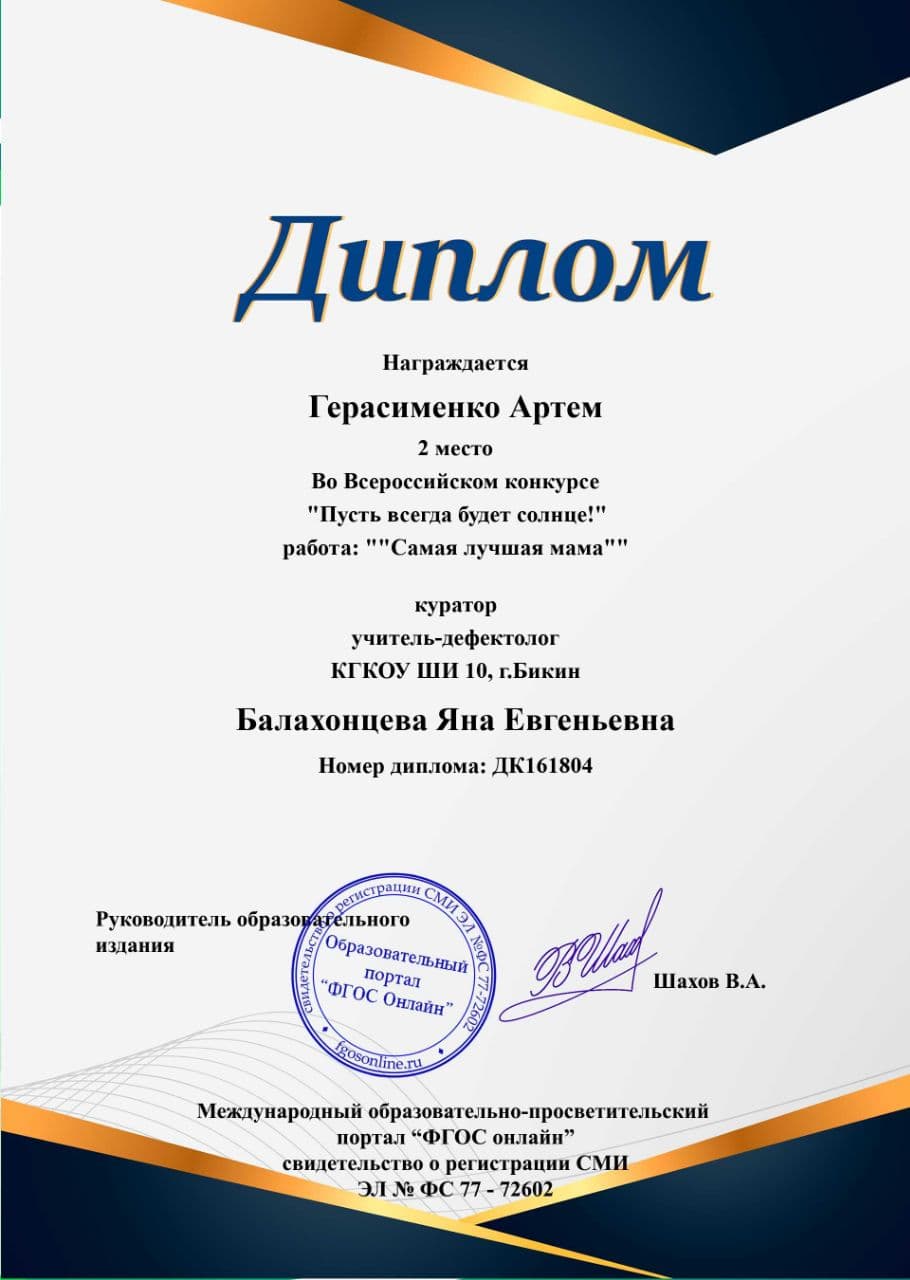 Диплом
Награждается
Герасименко Артем
2 место
Во Всероссийском конкурсе
"Пусть всегда будет солнце!"
работа: ""Самая лучшая мама""
куратор
учитель-дефектолог
КГКОУ ШИ 10, г.Бикин
Балахонцева Яна Евгеньевна
Номер диплома: ДК161804
Руководитель образовательного
издания
свидетельство о регистрации СМИ ЭЛ №ФС 77-72602
Образовательный
портал
“ФГОС Онлайн”
fgosonline.ru
ВШах
Шахов В.А.
Международный образовательно-просветительский
портал “ФГОС онлайн”
свидетельство о регистрации СМИ
ЭЛ № ФС 77 - 72602